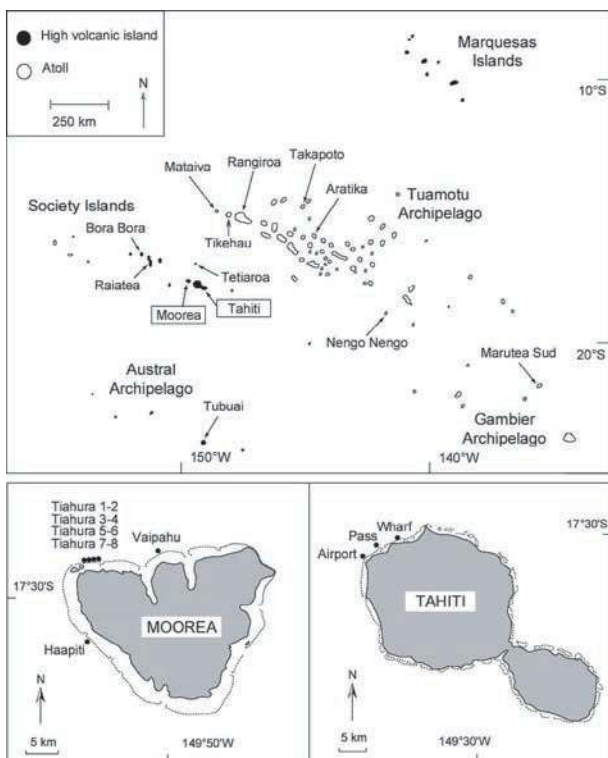 High volcanic island
Atoll
N
250 km
Marquesas
Islands
10°S
Mataiva
Rangiroa
Takapoto
Aratika
Tuamotu
Archipelago
Society Islands
Bora Bora
Tikehau
Raiatea
Tetiaroa
Moorea
Tahiti
Nengo Nengo
20°S
Marutea Sud
Austral
Archipelago
Tubuai
Gambier
Archipelago
150°W
140°W
Tiahura 1-2
Tiahura 3-4
Tiahura 5-6
Tiahura 7-8
Vaipahu
17°30'S
MOOREA
Haapiti
N
5 km
149°50'W
Wharf
Pass
Airport
17°30'S
TAHITI
N
5 km
149°30'W